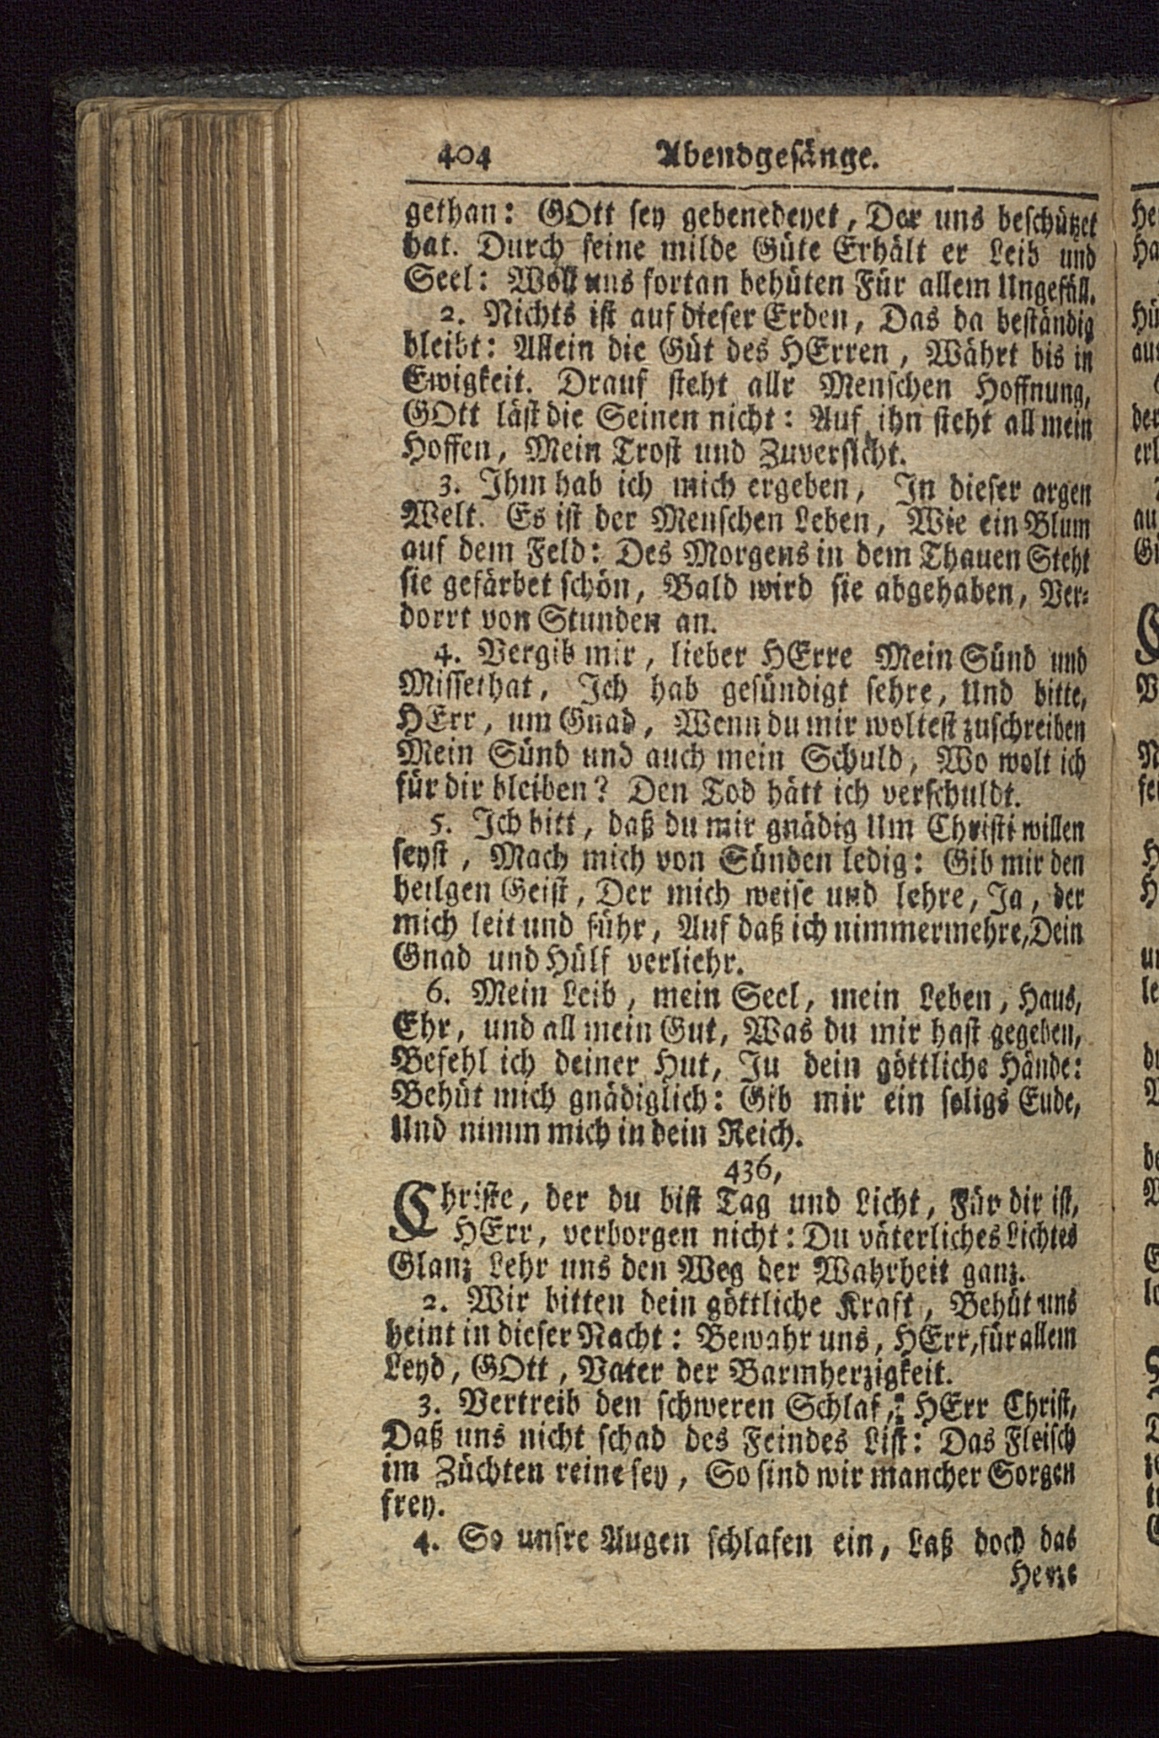 404 Abendgesänge.
gethan: GOtt sey gebenedeyet, Der uns beschützet
hat. Durch seine milde Güte Erhält er Leib und
Seel: Woll uns fortan behüten Für allem Ungefäll.
2. Nichts ist auf dieser Erden, Das da beständig
bleibt: Allein die Güt des HErren, Währt bis in
Ewigkeit. Drauf steht allr Menschen Hoffnung,
GOtt läst die Seinen nicht: Auf ihn steht all mein
Hoffen, Mein Trost und Zuversicht.
3. Ihm hab ich mich ergeben, In dieser argen
Welt. Es ist der Menschen Leben, Wie ein Blum
auf dem Feld: Des Morgens in dem Thauen Steht
sie gefärbet schön, Bald wird sie abgehaben, Ver-
dorrt von Stunden an.
4. Vergib mir, lieber HErre Mein Sünd und
Missethat, Ich hab gesündigt sehre, Und bitte,
HErr, um Gnad, Wenn du mir woltest zuschreiben
Mein Sünd und auch mein Schuld, Wo wolt ich
für dir bleiben? Den Tod hätt ich verschuldt.
5. Ich bitt, daß du mir gnädig Um Christi willen
seyst, Mach mich von Sünden ledig: Gib mir den
heilgen Geist, Der mich weise und lehre, Ja, der
mich leit und führ, Auf daß ich nimmermehre, Dein
Gnad und Hülf verliehr.
6. Mein Leib, mein Seel, mein Leben, Haus,
Ehr, und all mein Gut, Was du mir hast gegeben,
Befehl ich deiner Hut, Ju dein göttliche Hände:
Behüt mich gnädiglich: Gib mir ein seligs Eude,
Und nimm mich in dein Reich.
436,
Christe, der du bist Tag und Licht, Für dir ist,
HErr, verborgen nicht: Du väterliches Lichtes
Glanz Lehr uns den Weg der Wahrheit ganz.
2. Wir bitten dein göttliche Kraft, Behüt uns
heint in dieser Nacht: Bewahr uns, HErr, für allem
Leyd, GOtt, Vater der Barmherzigkeit.
3. Vertreib den schweren Schlaf, HErr Christ,
Daß uns nicht schad des Feindes List: Das Fleisch
im Züchten reine sey, So sind wir mancher Sorgen
frey.
4. So unsre Augen schlafen ein, Laß doch das
Herze